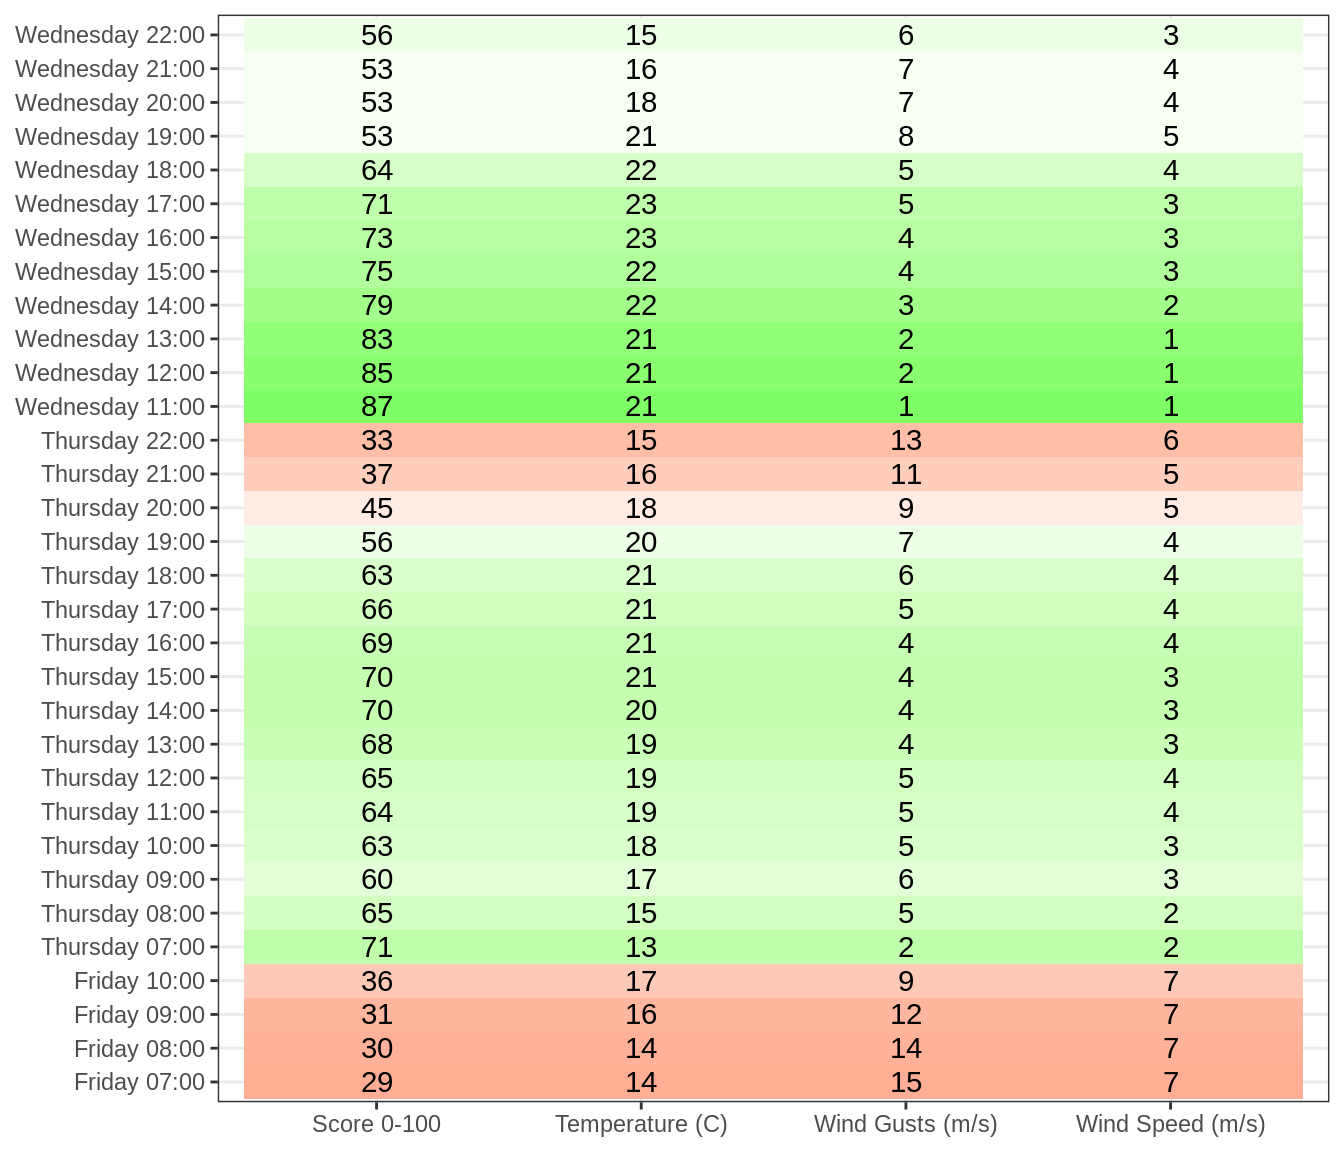 Wednesday 22:00 56 15 6 3
Wednesday 21:00 53 16 7 4
Wednesday 20:00 53 18 7 4
Wednesday 19:00 53 21 8 5
Wednesday 18:00 64 22 5 4
Wednesday 17:00 71 23 5 3
Wednesday 16:00 73 23 4 3
Wednesday 15:00 75 22 4 3
Wednesday 14:00 79 22 3 2
Wednesday 13:00 83 21 2 1
Wednesday 12:00 85 21 2 1
Wednesday 11:00 87 21 1 1
Thursday 22:00 33 15 13 6
Thursday 21:00 37 16 11 5
Thursday 20:00 45 18 9 5
Thursday 19:00 56 20 7 4
Thursday 18:00 63 21 6 4
Thursday 17:00 66 21 5 4
Thursday 16:00 69 21 4 4
Thursday 15:00 70 21 4 3
Thursday 14:00 70 20 4 3
Thursday 13:00 68 19 4 3
Thursday 12:00 65 19 5 4
Thursday 11:00 64 19 5 4
Thursday 10:00 63 18 5 3
Thursday 09:00 60 17 6 3
Thursday 08:00 65 15 5 2
Thursday 07:00 71 13 2 2
Friday 10:00 36 17 9 7
Friday 09:00 31 16 12 7
Friday 08:00 30 14 14 7
Friday 07:00 29 14 15 7
Score 0-100 Temperature (C) Wind Gusts (m/s) Wind Speed (m/s)